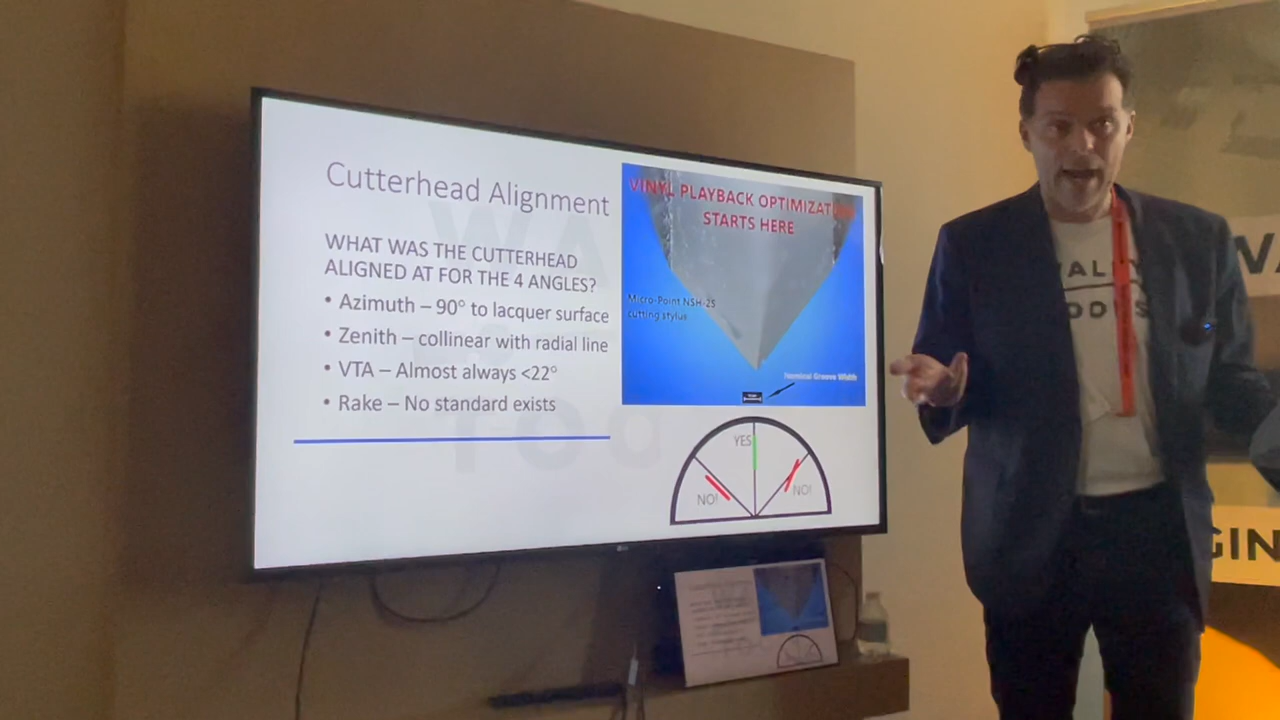 Cutterhead Alignment
WHAT WAS THE CUTTERHEAD
ALIGNED AT FOR THE 4 ANGLES?
• Azimuth – 90° to lacquer surface
• Zenith – collinear with radial line
• VTA – Almost always <22°
• Rake – No standard exists
VINYL PLAYBACK
STARTS HERE
Micro-Point NSH-25
cutting stylus
Nominal Groove Width
YES
NO!
NO!
LG
GIN